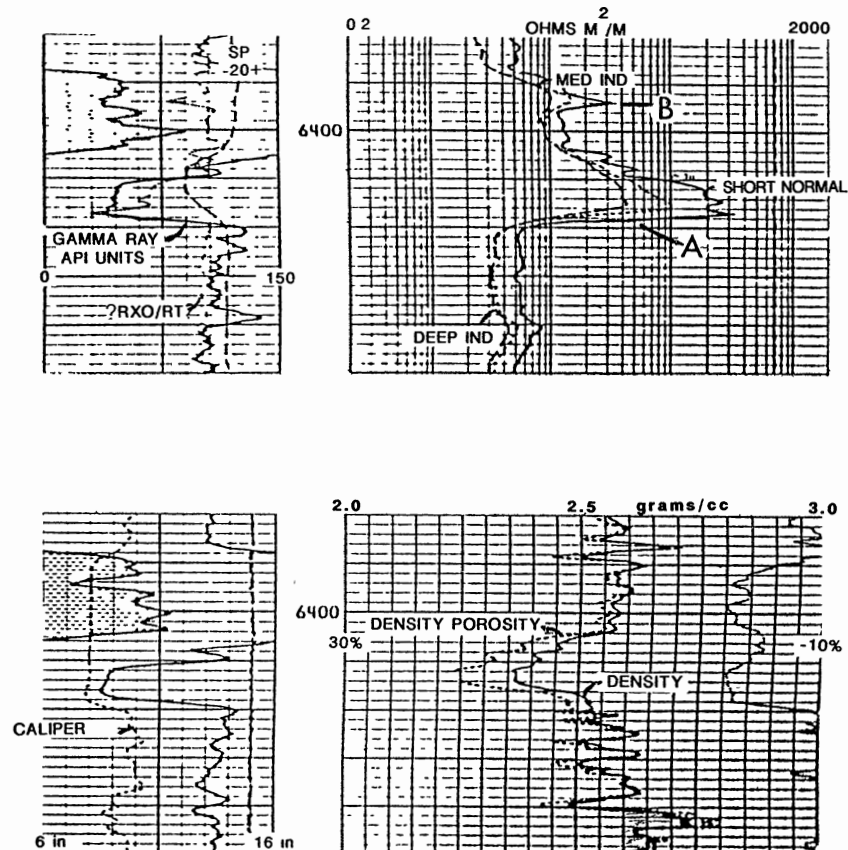 0 2
OHMS M /M
2
2000
SP
-20+
MED IND
B
6400
SHORT NORMAL
A
GAMMA RAY
API UNITS
0
150
?RXO/RT?
DEEP IND
2.0
2.5
grams/cc
3.0
6400
DENSITY POROSITY
30%
-10%
DENSITY
CALIPER
6 in
16 in